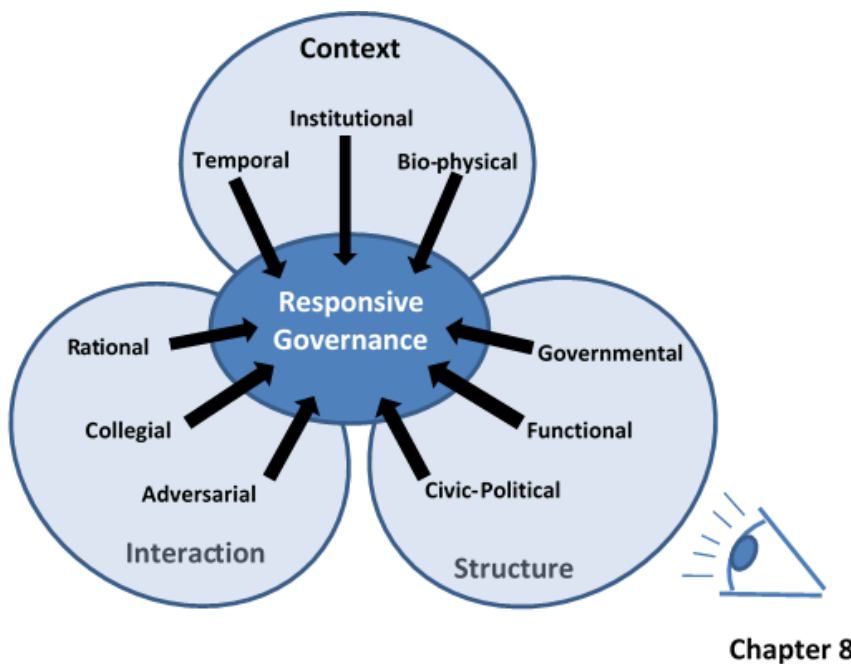 Context
Institutional
Temporal
Bio-physical
Responsive
Governance
Rational
Governmental
Collegial
Functional
Adversarial
Civic-Political
Interaction
Structure
Chapter 8